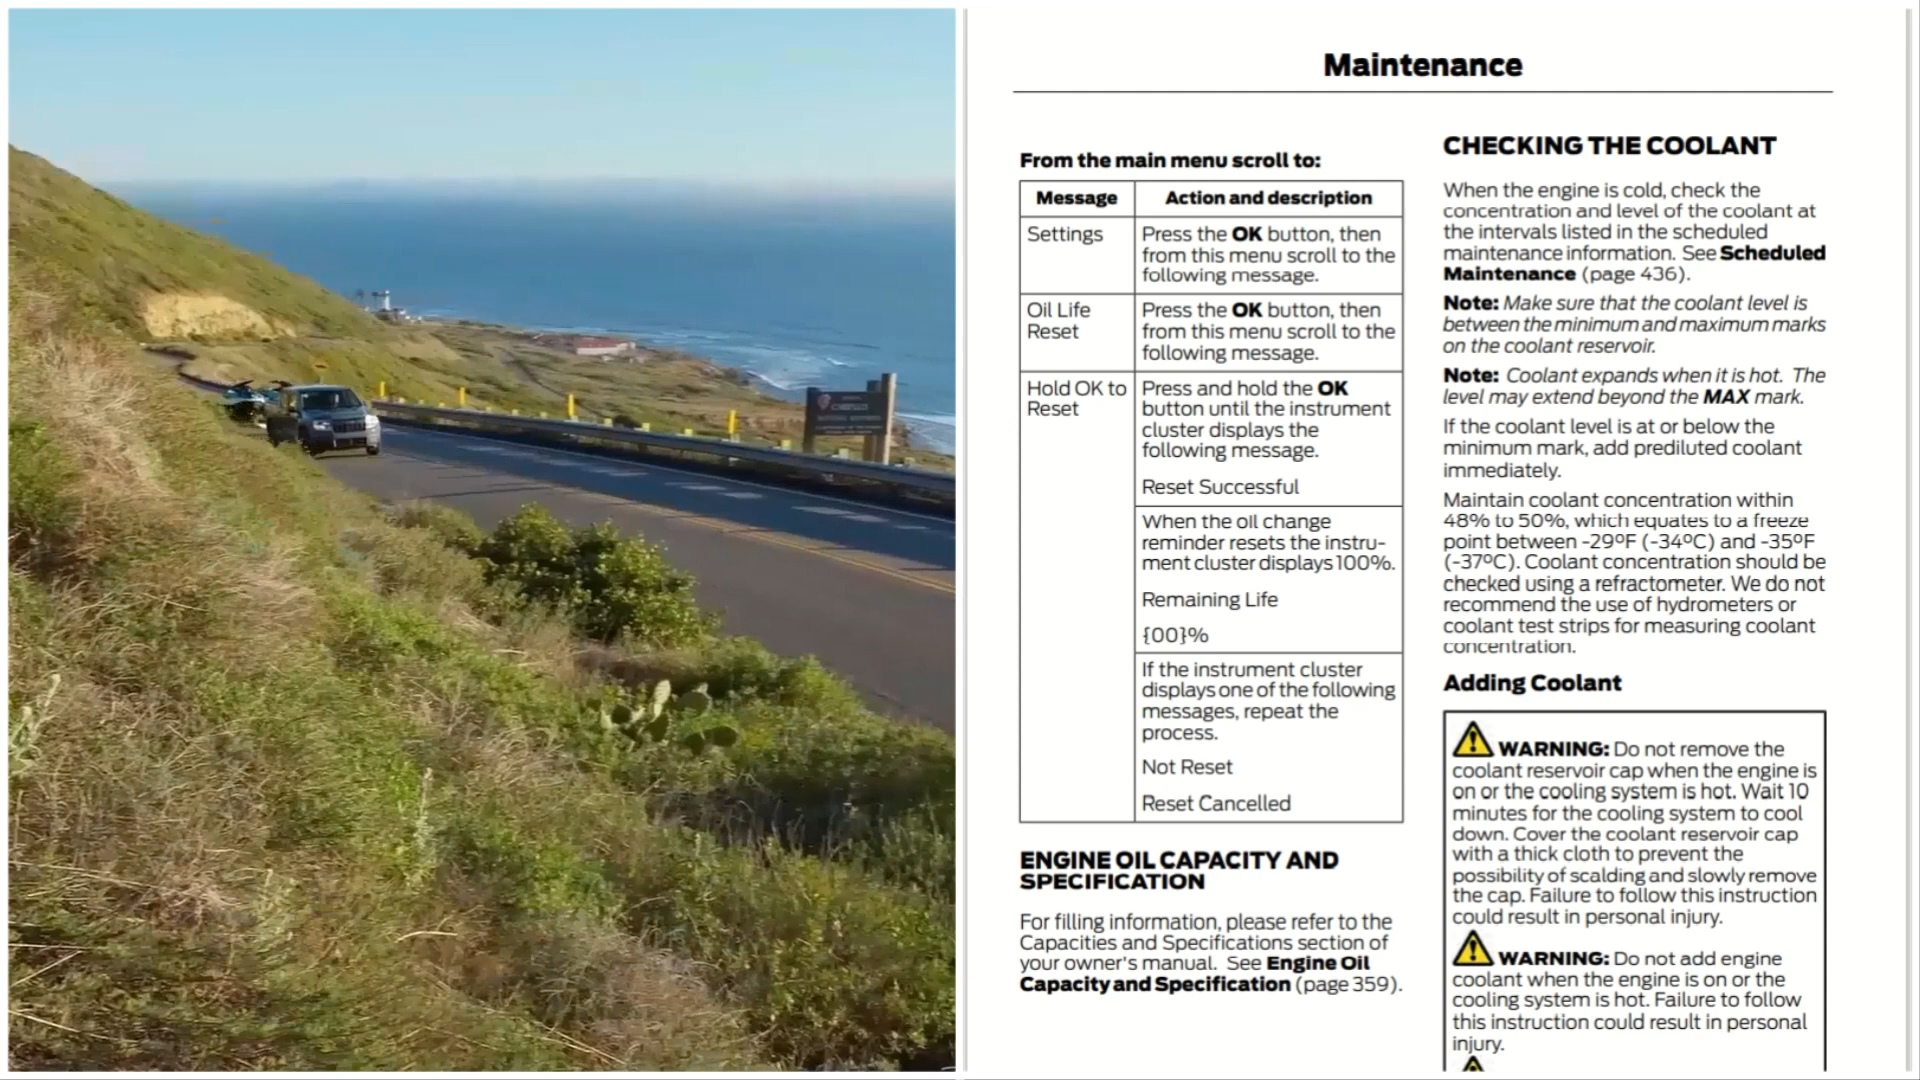 CABRILLO
Maintenance
From the main menu scroll to:
Message
Action and description
Settings
Press the OK button, then
from this menu scroll to the
following message.
Oil Life
Reset
Press the OK button, then
from this menu scroll to the
following message.
Hold OK to
Reset
Press and hold the OK
button until the instrument
cluster displays the
following message.
Reset Successful
When the oil change
reminder resets the instru-
ment cluster displays 100%.
Remaining Life
{00}%
If the instrument cluster
displays one of the following
messages, repeat the
process.
Not Reset
Reset Cancelled
ENGINE OIL CAPACITY AND
SPECIFICATION
For filling information, please refer to the
Capacities and Specifications section of
your owner's manual. See Engine Oil
Capacity and Specification (page 359).
CHECKING THE COOLANT
When the engine is cold, check the
concentration and level of the coolant at
the intervals listed in the scheduled
maintenance information. See Scheduled
Maintenance (page 436).
Note: Make sure that the coolant level is
between the minimum and maximum marks
on the coolant reservoir.
Note: Coolant expands when it is hot. The
level may extend beyond the MAX mark.
If the coolant level is at or below the
minimum mark, add prediluted coolant
immediately.
Maintain coolant concentration within
48% to 50%, which equates to a freeze
point between -29°F (-34°C) and -35°F
(-37°C). Coolant concentration should be
checked using a refractometer. We do not
recommend the use of hydrometers or
coolant test strips for measuring coolant
concentration.
Adding Coolant
WARNING: Do not remove the
coolant reservoir cap when the engine is
on or the cooling system is hot. Wait 10
minutes for the cooling system to cool
down. Cover the coolant reservoir cap
with a thick cloth to prevent the
possibility of scalding and slowly remove
the cap. Failure to follow this instruction
could result in personal injury.
WARNING: Do not add engine
coolant when the engine is on or the
cooling system is hot. Failure to follow
this instruction could result in personal
injury.